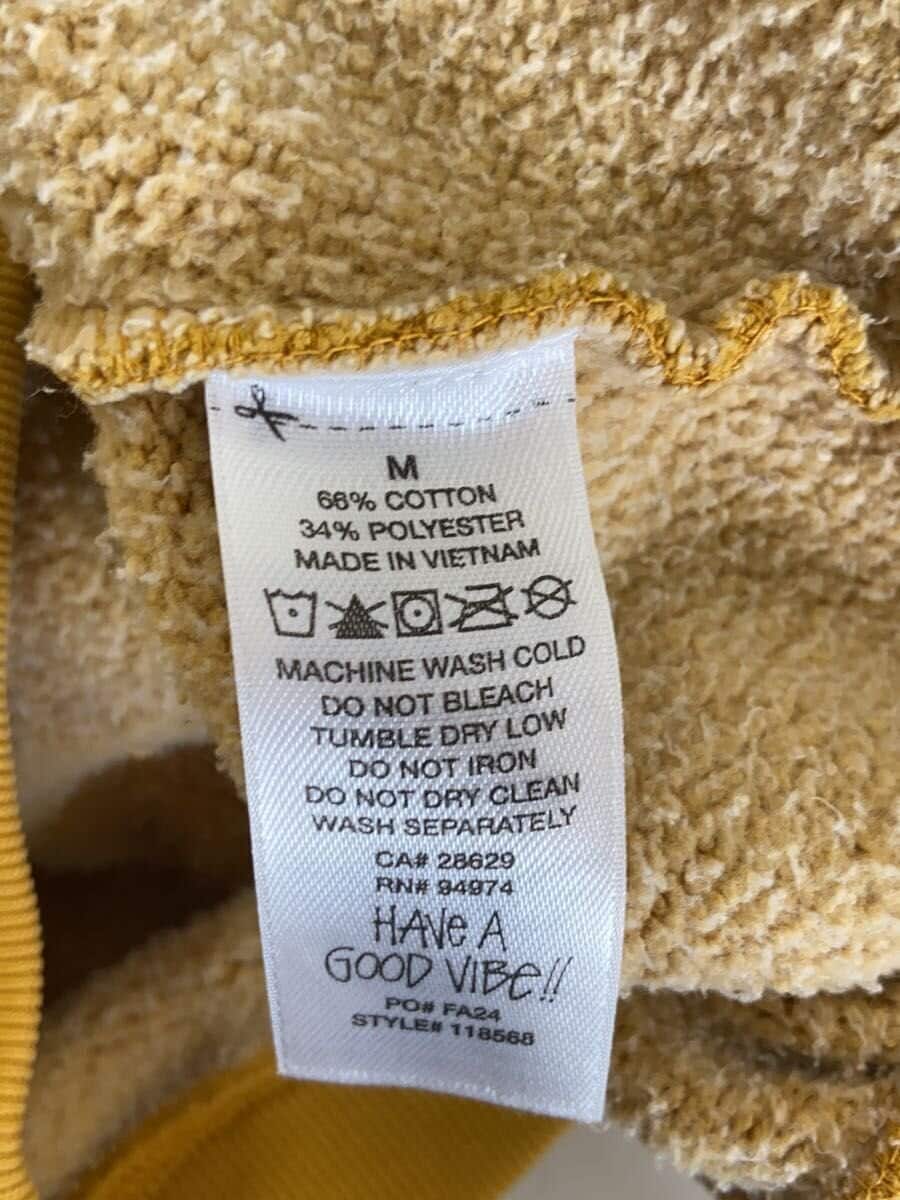 M
66% COTTON
34% POLYESTER
MADE IN VIETNAM
MACHINE WASH COLD
DO NOT BLEACH
TUMBLE DRY LOW
DO NOT IRON
DO NOT DRY CLEAN
WASH SEPARATELY
CA# 28629
RN# 94974
HAVe A
GOOD VIBe!!
PO# FA24
STYLE# 118568